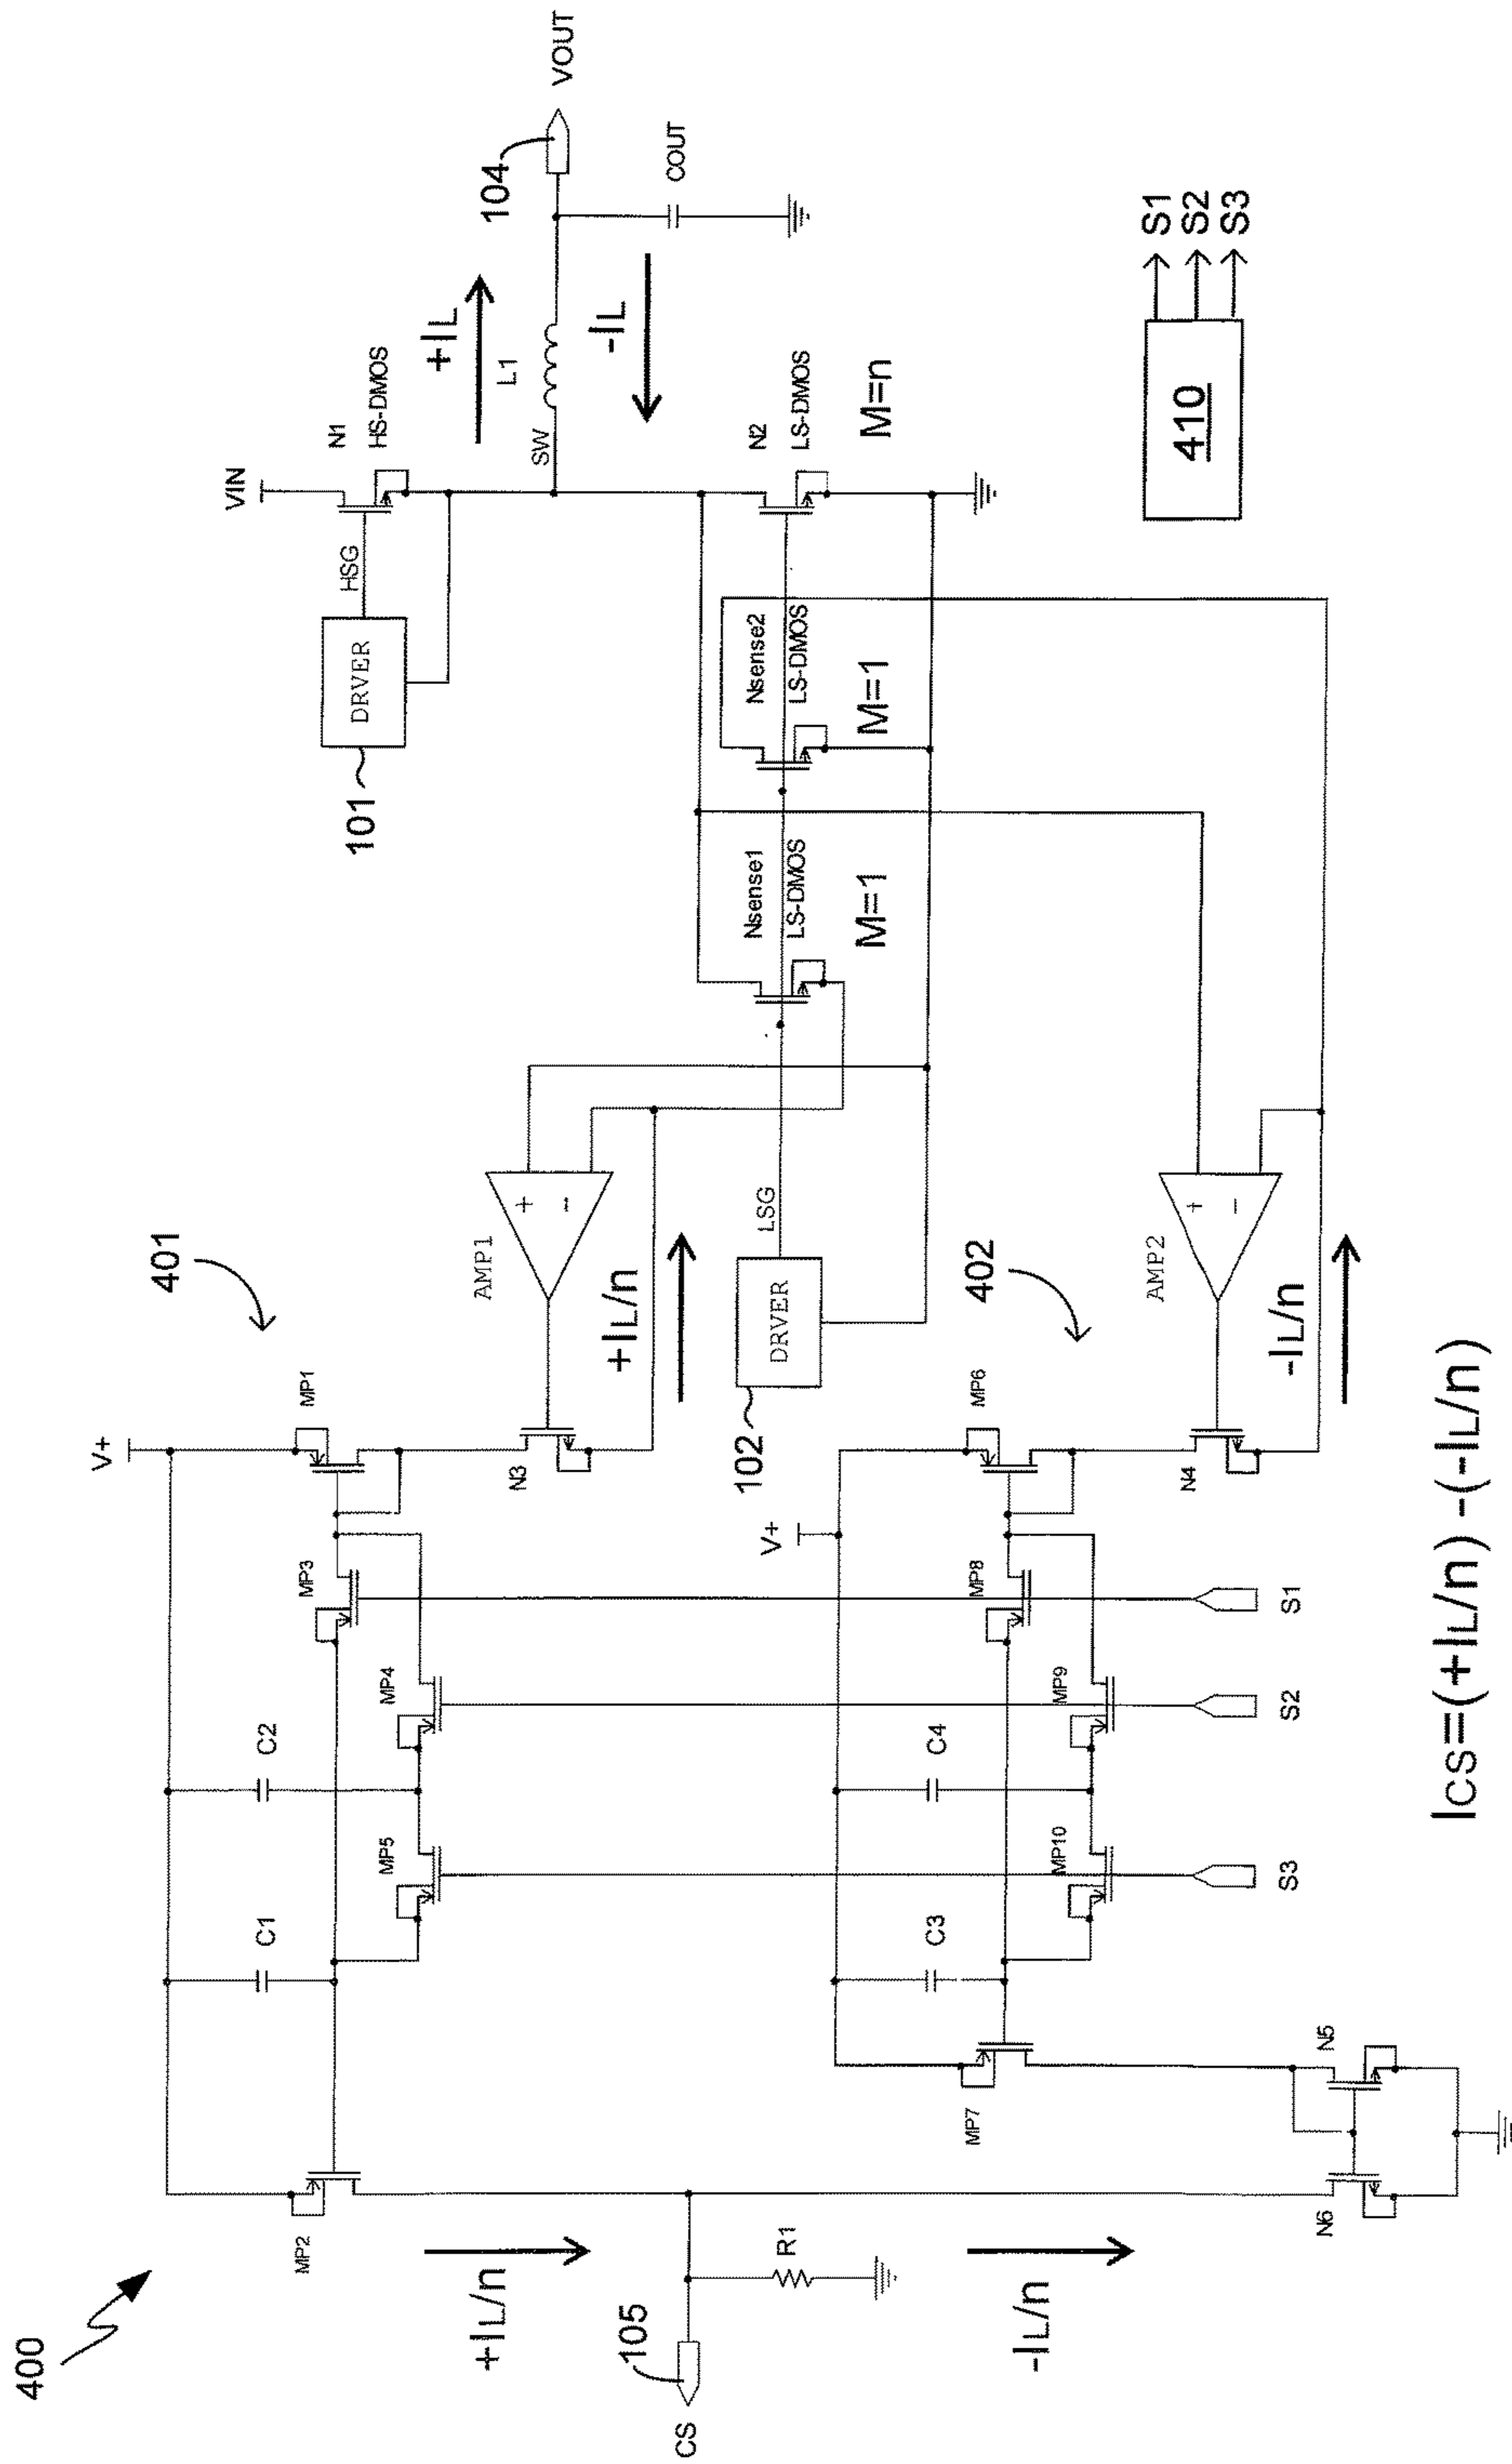 400
401
V+
MP1
MP3
C2
MP4
C1
MP5
MP2
N3
AMP1
+
−
+IL/n
+IL/n
CS
105
R1
-IL/n
LSG
DRVER
102
402
V+
MP6
MP8
C4
MP9
C3
MP10
MP7
N4
AMP2
+
−
-IL/n
N6
N5
S3
S2
S1
VIN
N1
HS-DMOS
HSG
DRVER
101
+IL
L1
SW
-IL
104
VOUT
COUT
N2
LS-DMOS
M=n
Nsense2
LS-DMOS
M=1
Nsense1
LS-DMOS
M=1
410
S1
S2
S3
ICS=(+IL/n) -(-IL/n)